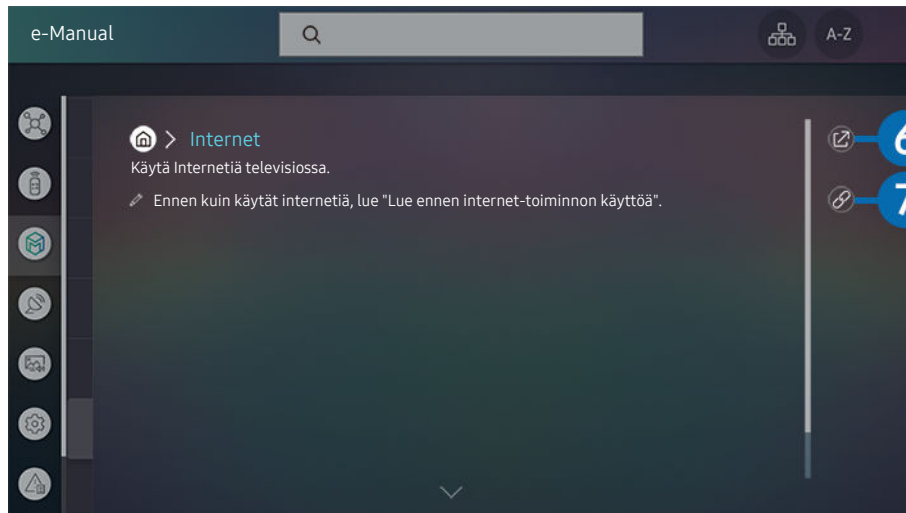 e-Manual
A-Z
> Internet
6
Käytä Internetiä televisiossa.
Ennen kuin käytät internetiä, lue "Lue ennen internet-toiminnon käyttöä".
7